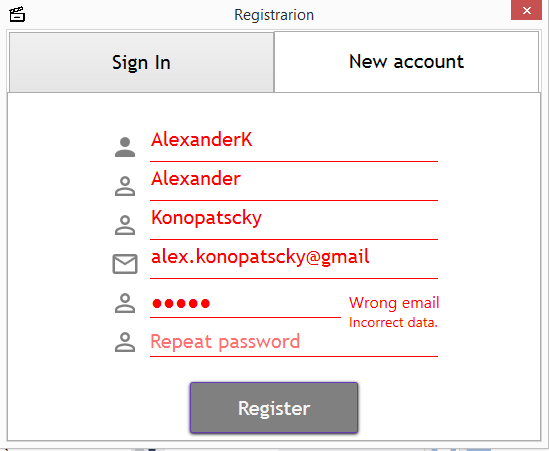 Registrarion
Sign In
New account
AlexanderK
Alexander
Konopatscky
alex.konopatscky@gmail
●●●●●
Wrong email
Incorrect data.
Repeat password
Register